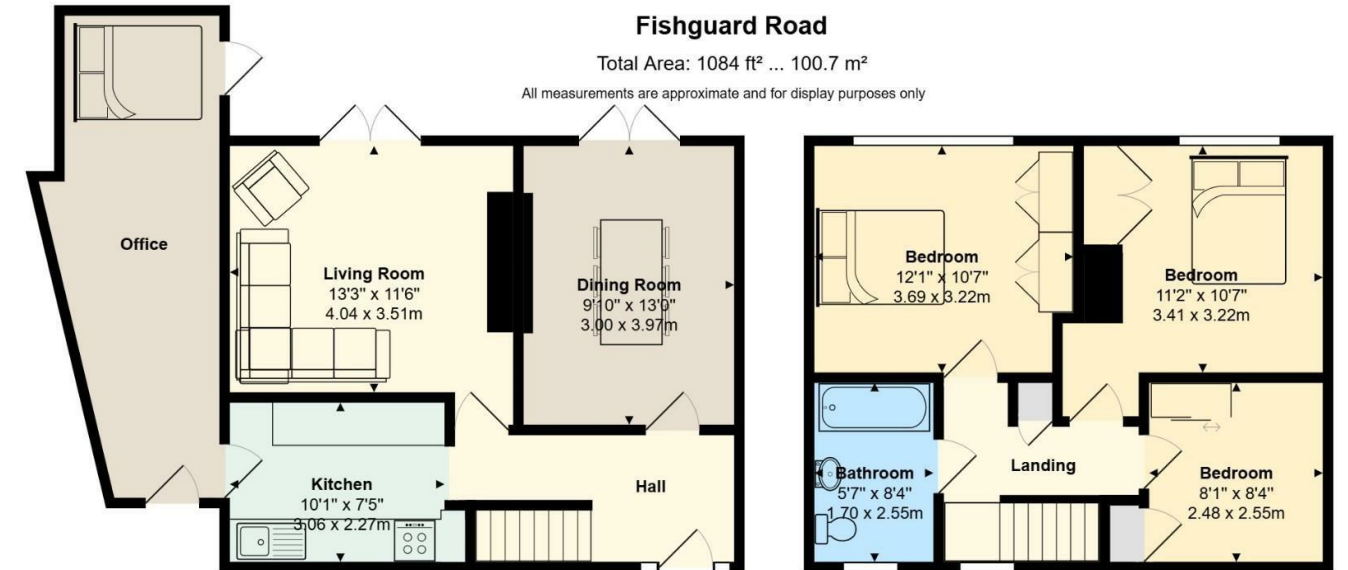 Fishguard Road
Total Area: 1084 ft² ... 100.7 m²
All measurements are approximate and for display purposes only
Office
Living Room
13'3" x 11'6"
4.04 x 3.51m
Dining Room
9'10" x 13'0"
3.00 x 3.97m
Kitchen
10'1" x 7'5"
3.06 x 2.27m
Hall
Bedroom
12'1" x 10'7"
3.69 x 3.22m
Bedroom
11'2" x 10'7"
3.41 x 3.22m
Bathroom
5'7" x 8'4"
1.70 x 2.55m
Landing
Bedroom
8'1" x 8'4"
2.48 x 2.55m